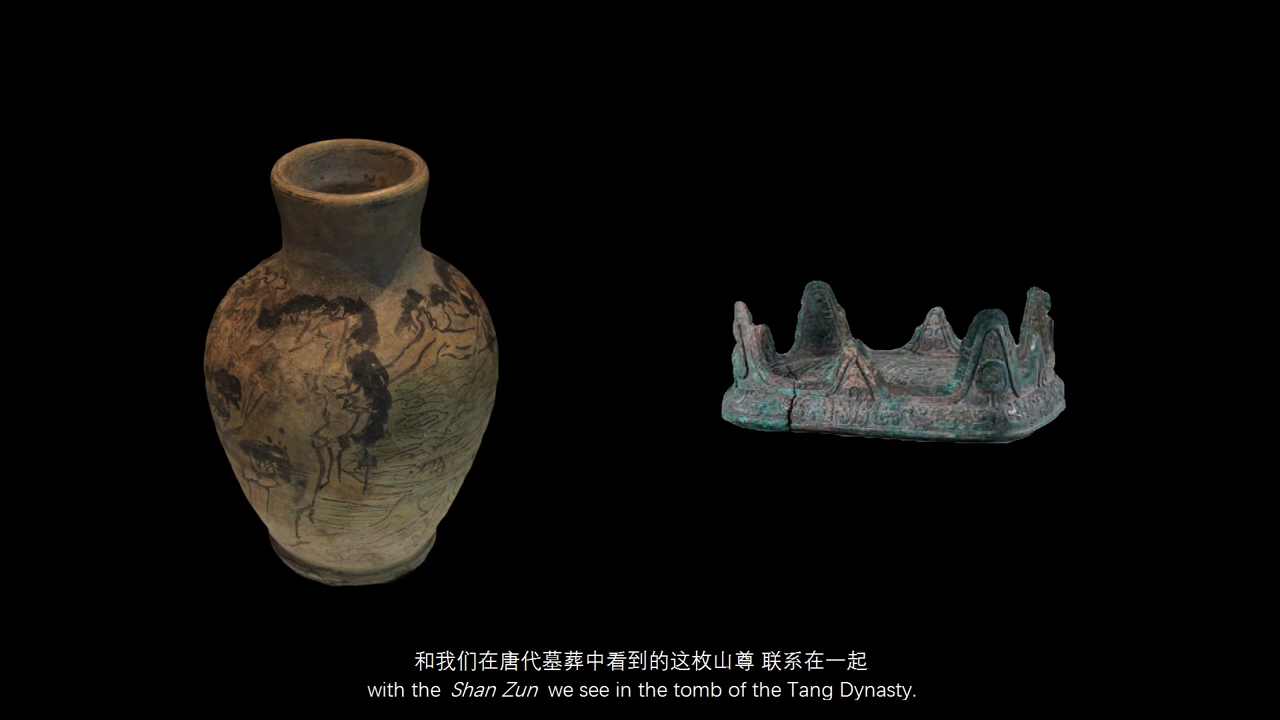 和我们在唐代墓葬中看到的这枚山尊 联系在一起
with the Shan Zun we see in the tomb of the Tang Dynasty.